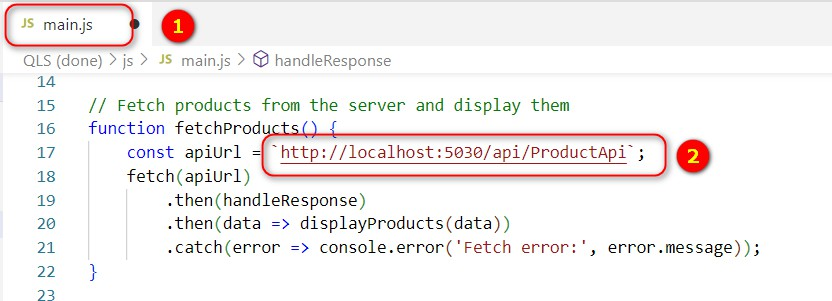 JS main.js ● 1
QLS (done) > js > JS main.js > handleResponse
14
15 // Fetch products from the server and display them
16 function fetchProducts() {
17     const apiUrl = `http://localhost:5030/api/ProductApi`; 2
18     fetch(apiUrl)
19         .then(handleResponse)
20         .then(data => displayProducts(data))
21         .catch(error => console.error('Fetch error:', error.message));
22 }
23